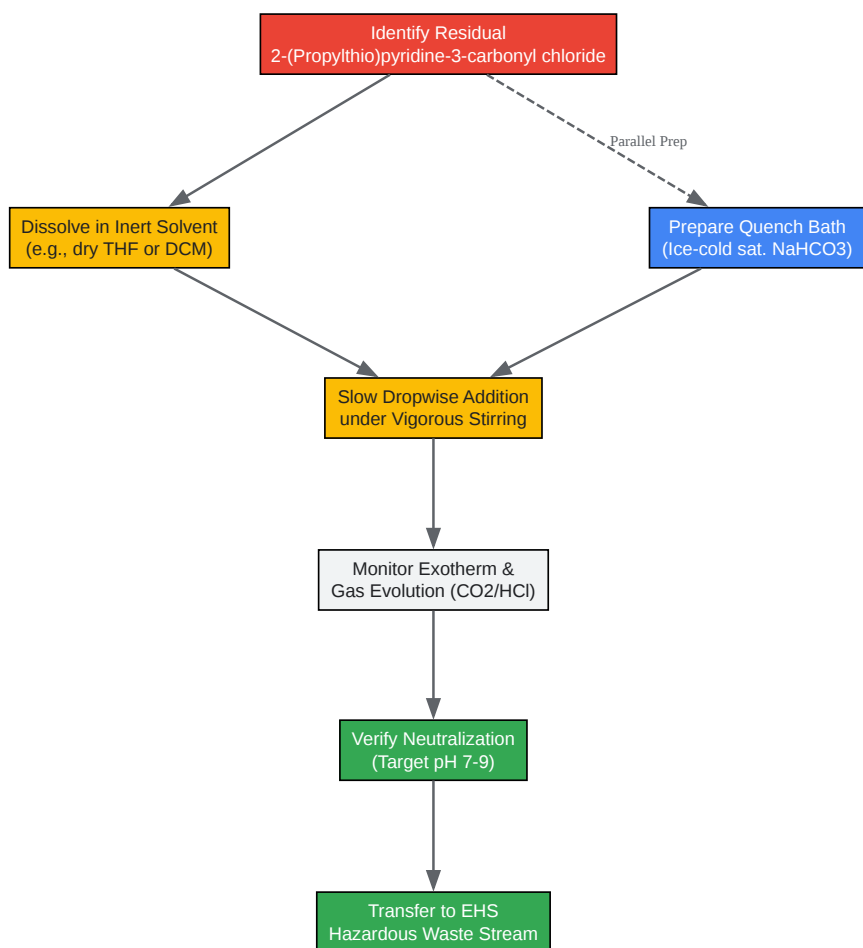 Identify Residual
2-(Propylthio)pyridine-3-carbonyl chloride
Parallel Prep
Dissolve in Inert Solvent
(e.g., dry THF or DCM)
Prepare Quench Bath
(Ice-cold sat. NaHCO3)
Slow Dropwise Addition
under Vigorous Stirring
Monitor Exotherm &
Gas Evolution (CO2/HCl)
Verify Neutralization
(Target pH 7-9)
Transfer to EHS
Hazardous Waste Stream